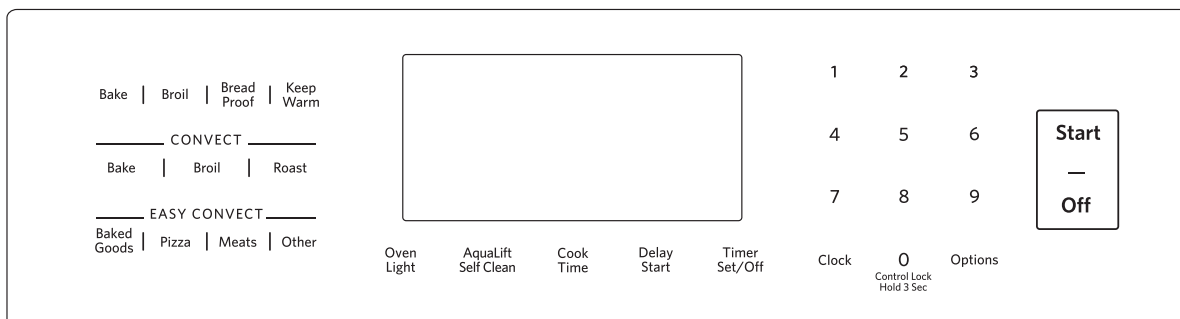 Bake | Broil | Bread Proof | Keep Warm
CONVECT
Bake | Broil | Roast
EASY CONVECT
Baked Goods | Pizza | Meats | Other
Oven Light
AquaLift Self Clean
Cook Time
Delay Start
Timer Set/Off
1 2 3
4 5 6
7 8 9
Clock 0 Options
Control Lock
Hold 3 Sec
Start
—
Off